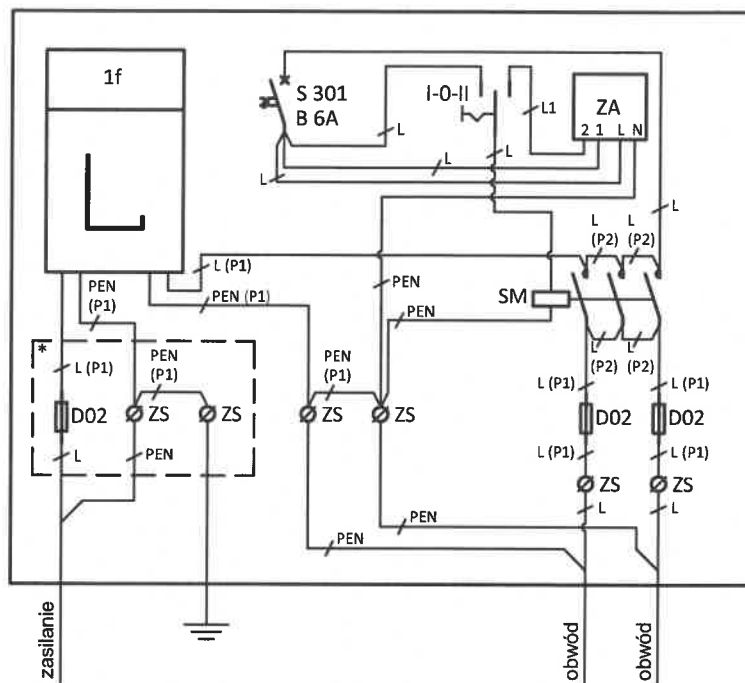 1f
S 301
B 6A
I-0-II
L1
ZA
2 1 L N
L
L
L
L
L
L (P2)
L (P2)
L (P1)
PEN (P1)
PEN (P1)
PEN
SM
PEN
*
L (P1)
PEN (P1)
PEN (P1)
L (P2)
L (P2)
L (P1)
L (P1)
D02
ZS
ZS
ZS
ZS
D02
D02
L
PEN
L (P1)
L (P1)
ZS
ZS
L
L
PEN
PEN
zasilanie
obwód
obwód